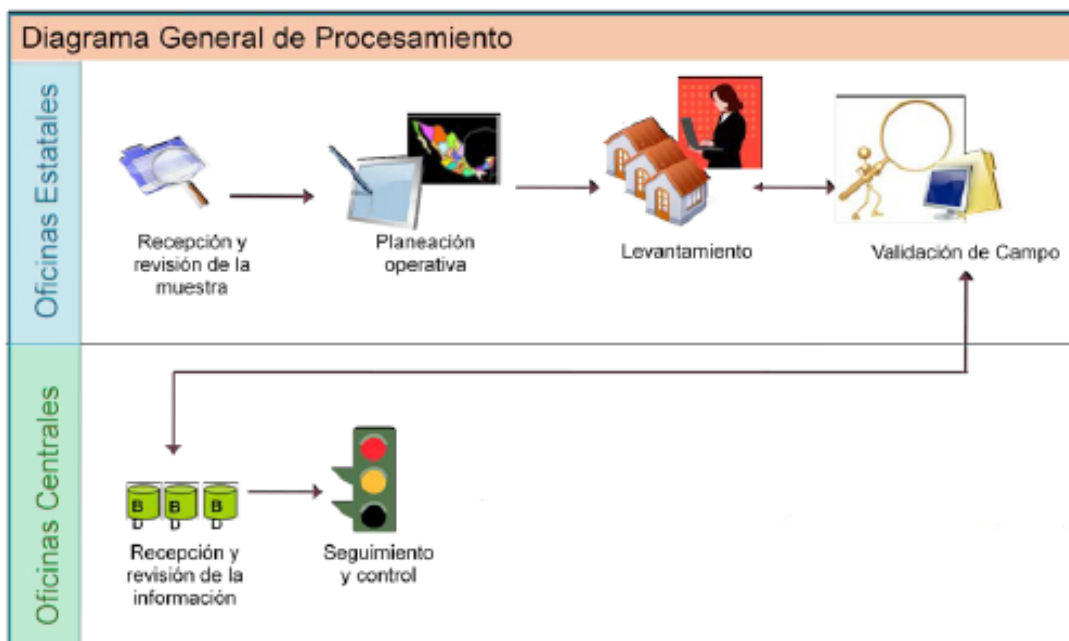 Diagrama General de Procesamiento
Oficinas Estatales
Recepción y
revisión de la
muestra
Planeación
operativa
Levantamiento
Validación de Campo
Oficinas Centrales
B B B
D D D
Recepción y
revisión de la
información
Seguimiento
y control